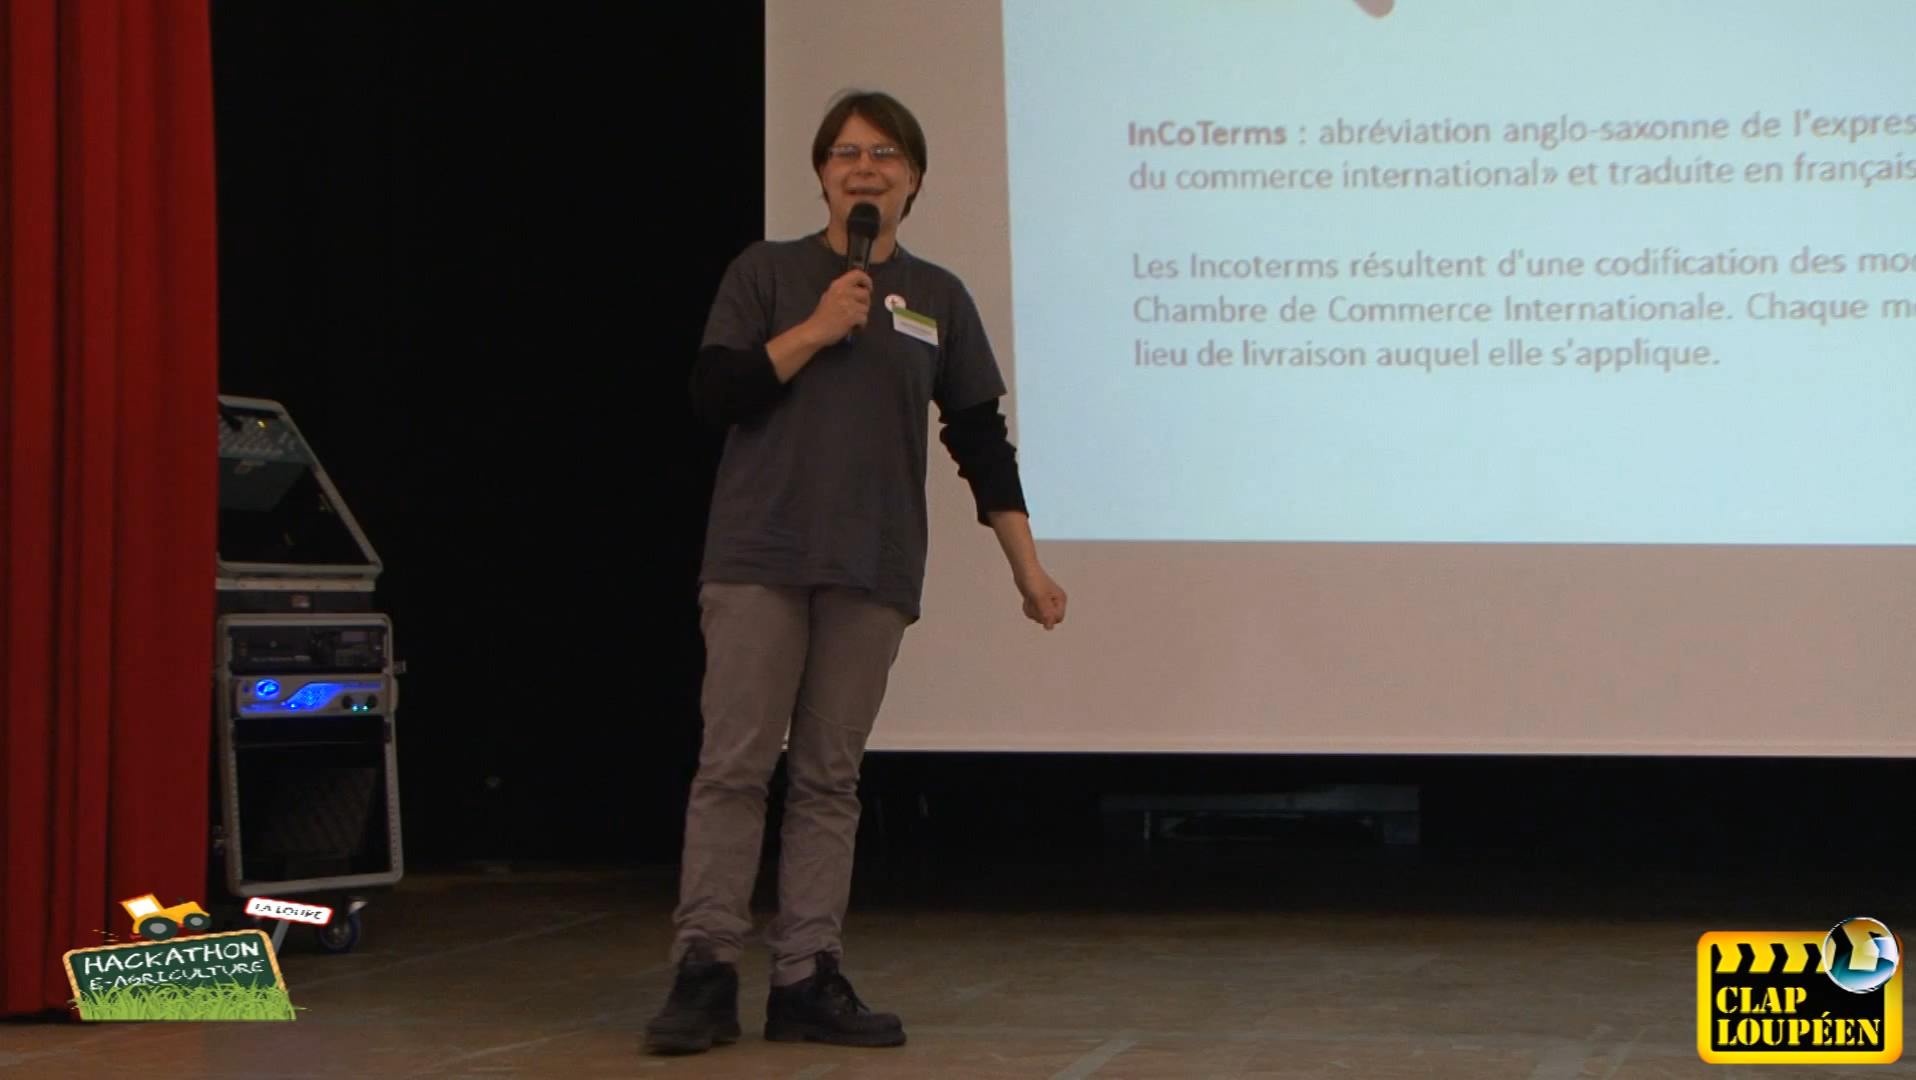 InCoTerms : abréviation anglo-saxonne de l'expres
du commerce international» et traduite en français
Les Incoterms résultent d'une codification des mo
Chambre de Commerce Internationale. Chaque m
lieu de livraison auquel elle s'applique.
LA LOUPE
HACKATHON
E-AGRICULTURE
CLAP
LOUPÉEN